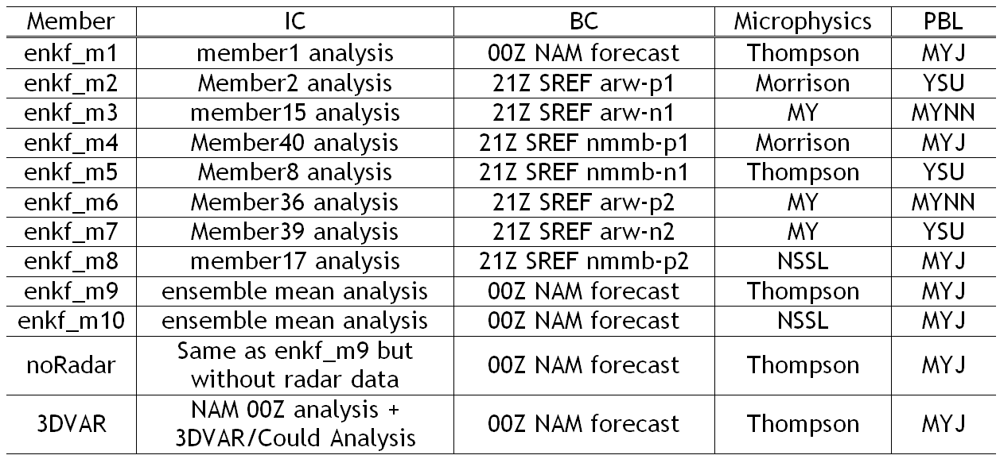 Member IC BC Microphysics PBL
enkf_m1 member1 analysis 00Z NAM forecast Thompson MYJ
enkf_m2 Member2 analysis 21Z SREF arw-p1 Morrison YSU
enkf_m3 member15 analysis 21Z SREF arw-n1 MY MYNN
enkf_m4 Member40 analysis 21Z SREF nmmb-p1 Morrison MYJ
enkf_m5 Member8 analysis 21Z SREF nmmb-n1 Thompson YSU
enkf_m6 Member36 analysis 21Z SREF arw-p2 MY MYNN
enkf_m7 Member39 analysis 21Z SREF arw-n2 MY YSU
enkf_m8 member17 analysis 21Z SREF nmmb-p2 NSSL MYJ
enkf_m9 ensemble mean analysis 00Z NAM forecast Thompson MYJ
enkf_m10 ensemble mean analysis 00Z NAM forecast NSSL MYJ
noRadar Same as enkf_m9 but
without radar data 00Z NAM forecast Thompson MYJ
3DVAR NAM 00Z analysis +
3DVAR/Could Analysis 00Z NAM forecast Thompson MYJ